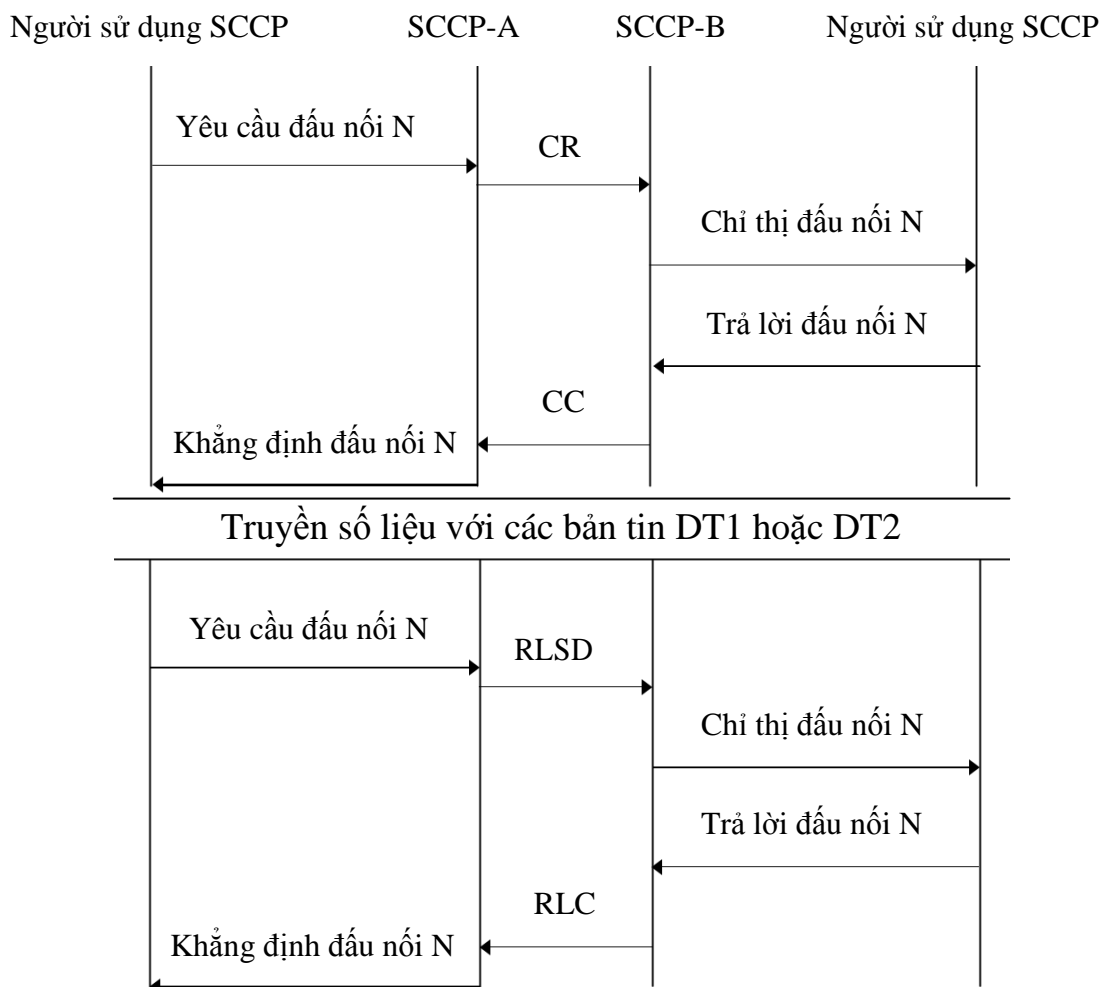 Người sử dụng SCCP SCCP-A SCCP-B Người sử dụng SCCP
Yêu cầu đấu nối N
CR
Chỉ thị đấu nối N
Trả lời đấu nối N
CC
Khẳng định đấu nối N
Truyền số liệu với các bản tin DT1 hoặc DT2
Yêu cầu đấu nối N
RLSD
Chỉ thị đấu nối N
Trả lời đấu nối N
RLC
Khẳng định đấu nối N